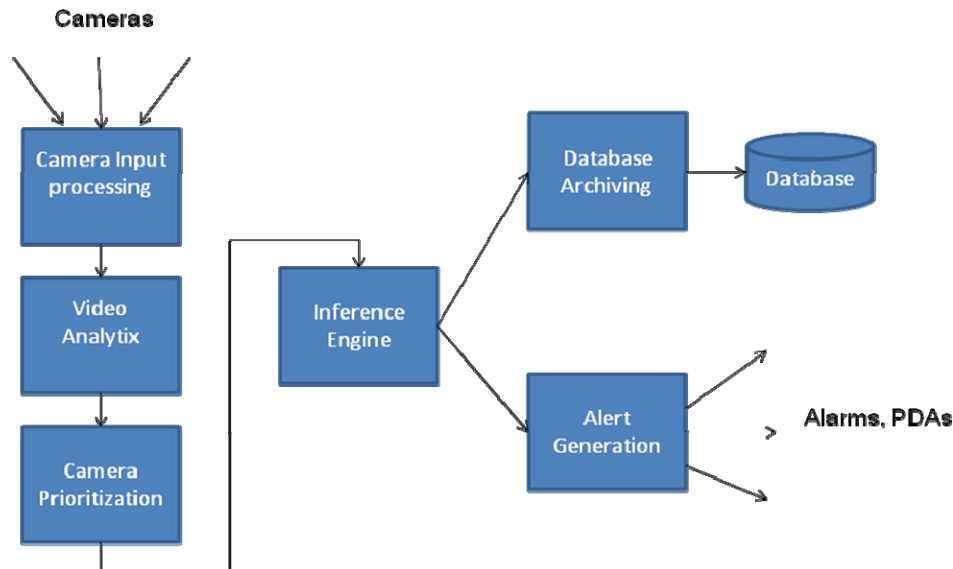 Cameras
Camera Input
processing
Video
Analytix
Camera
Prioritization
Inference
Engine
Database
Archiving
Database
Alert
Generation
Alarms, PDAs